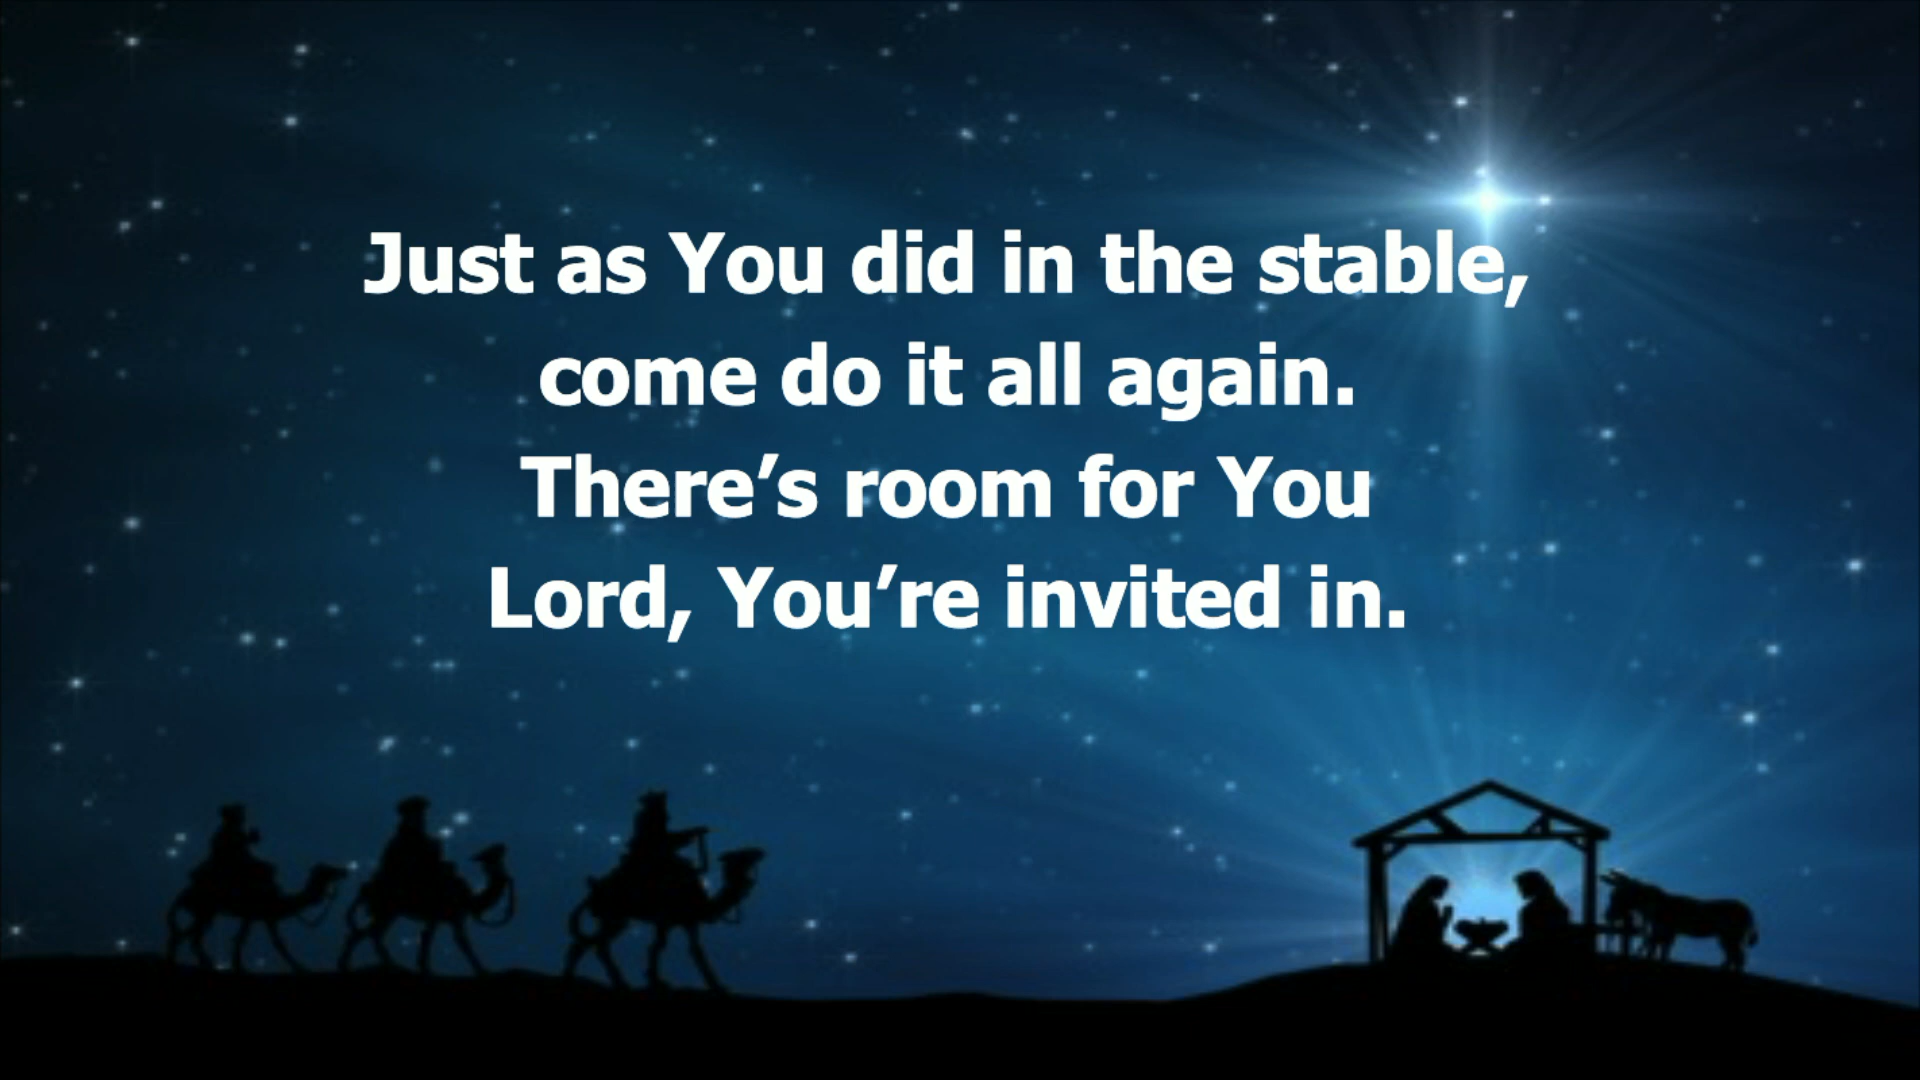 Just as You did in the stable,
come do it all again.
There’s room for You
Lord, You’re invited in.